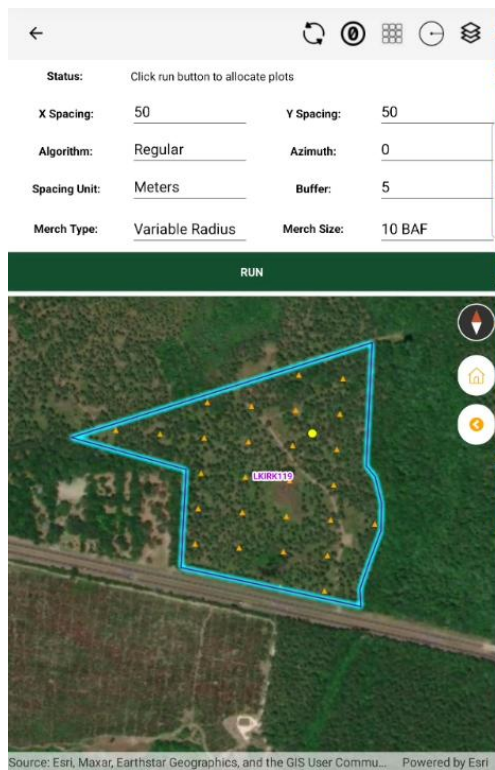 Status: Click run button to allocate plots
X Spacing: 50 Y Spacing: 50
Algorithm: Regular Azimuth: 0
Spacing Unit: Meters Buffer: 5
Merch Type: Variable Radius Merch Size: 10 BAF
RUN
LKIRK119
Source: Esri, Maxar, Earthstar Geographics, and the GIS User Commu... Powered by Esri